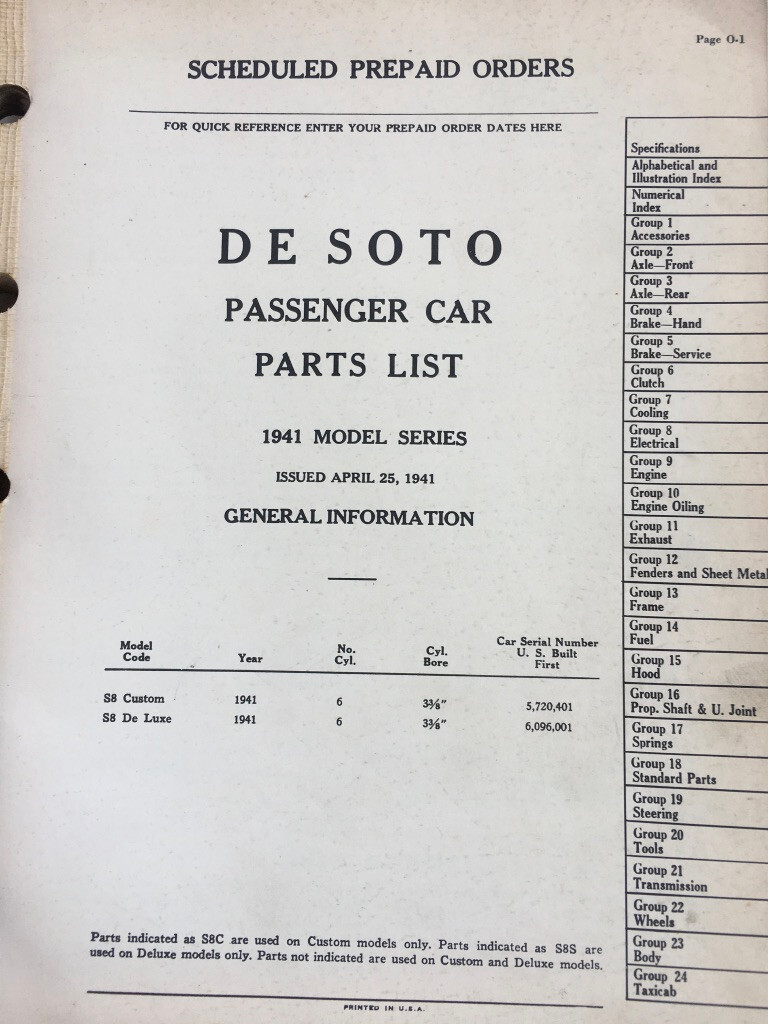 Page O-1
SCHEDULED PREPAID ORDERS
FOR QUICK REFERENCE ENTER YOUR PREPAID ORDER DATES HERE
DE SOTO
PASSENGER CAR
PARTS LIST
1941 MODEL SERIES
ISSUED APRIL 25, 1941
GENERAL INFORMATION
Model Code Year No. Cyl. Cyl. Bore Car Serial Number U. S. Built First
S8 Custom 1941 6 3⅜" 5,720,401
S8 De Luxe 1941 6 3⅜" 6,096,001
Parts indicated as S8C are used on Custom models only. Parts indicated as S8S are
used on Deluxe models only. Parts not indicated are used on Custom and Deluxe models.
PRINTED IN U.S.A.
Specifications
Alphabetical and
Illustration Index
Numerical
Index
Group 1
Accessories
Group 2
Axle—Front
Group 3
Axle—Rear
Group 4
Brake—Hand
Group 5
Brake—Service
Group 6
Clutch
Group 7
Cooling
Group 8
Electrical
Group 9
Engine
Group 10
Engine Oiling
Group 11
Exhaust
Group 12
Fenders and Sheet Metal
Group 13
Frame
Group 14
Fuel
Group 15
Hood
Group 16
Prop. Shaft & U. Joint
Group 17
Springs
Group 18
Standard Parts
Group 19
Steering
Group 20
Tools
Group 21
Transmission
Group 22
Wheels
Group 23
Body
Group 24
Taxicab